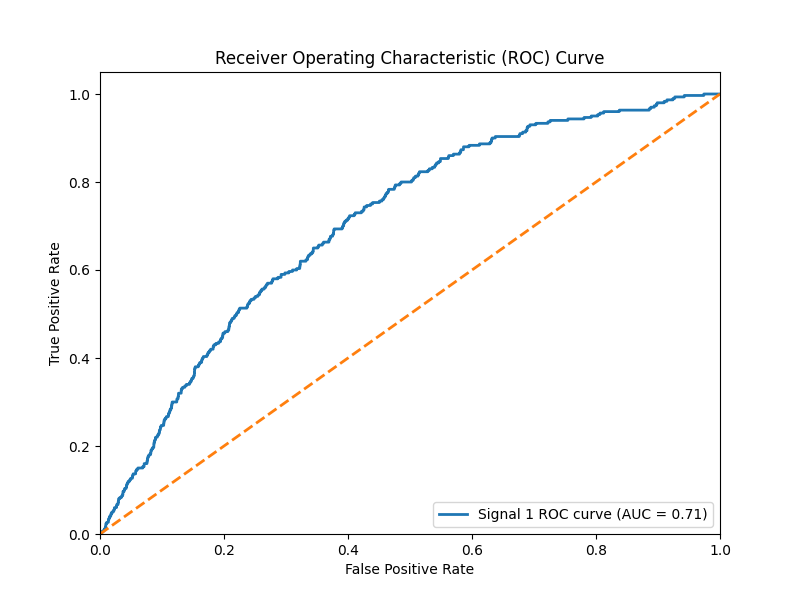 Receiver Operating Characteristic (ROC) Curve
1.0
0.8
0.6
0.4
0.2
0.0
True Positive Rate
Signal 1 ROC curve (AUC = 0.71)
0.0 0.2 0.4 0.6 0.8 1.0
False Positive Rate